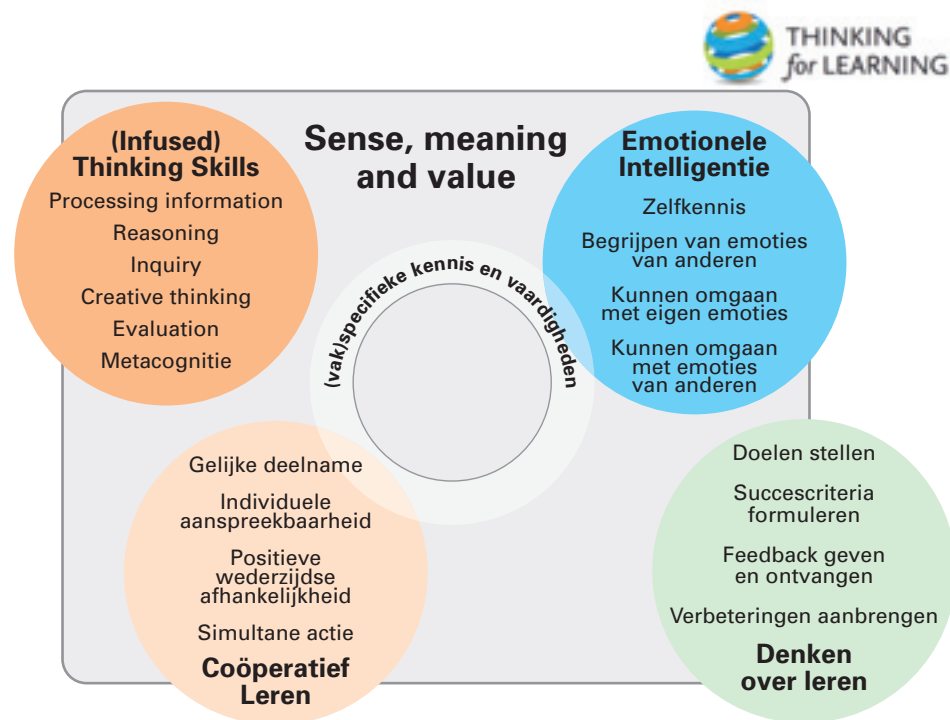 THINKING
for LEARNING
Sense, meaning
and value
(Infused)
Thinking Skills
Processing information
Reasoning
Inquiry
Creative thinking
Evaluation
Metacognitie
Emotionele
Intelligentie
Zelfkennis
Begrijpen van emoties
van anderen
Kunnen omgaan
met eigen emoties
Kunnen omgaan
met emoties
van anderen
(vak)specifieke kennis en vaardigheden
Gelijke deelname
Individuele
aanspreekbaarheid
Positieve
wederzijdse
afhankelijkheid
Simultane actie
Coöperatief
Leren
Doelen stellen
Succescriteria
formuleren
Feedback geven
en ontvangen
Verbeteringen aanbrengen
Denken
over leren